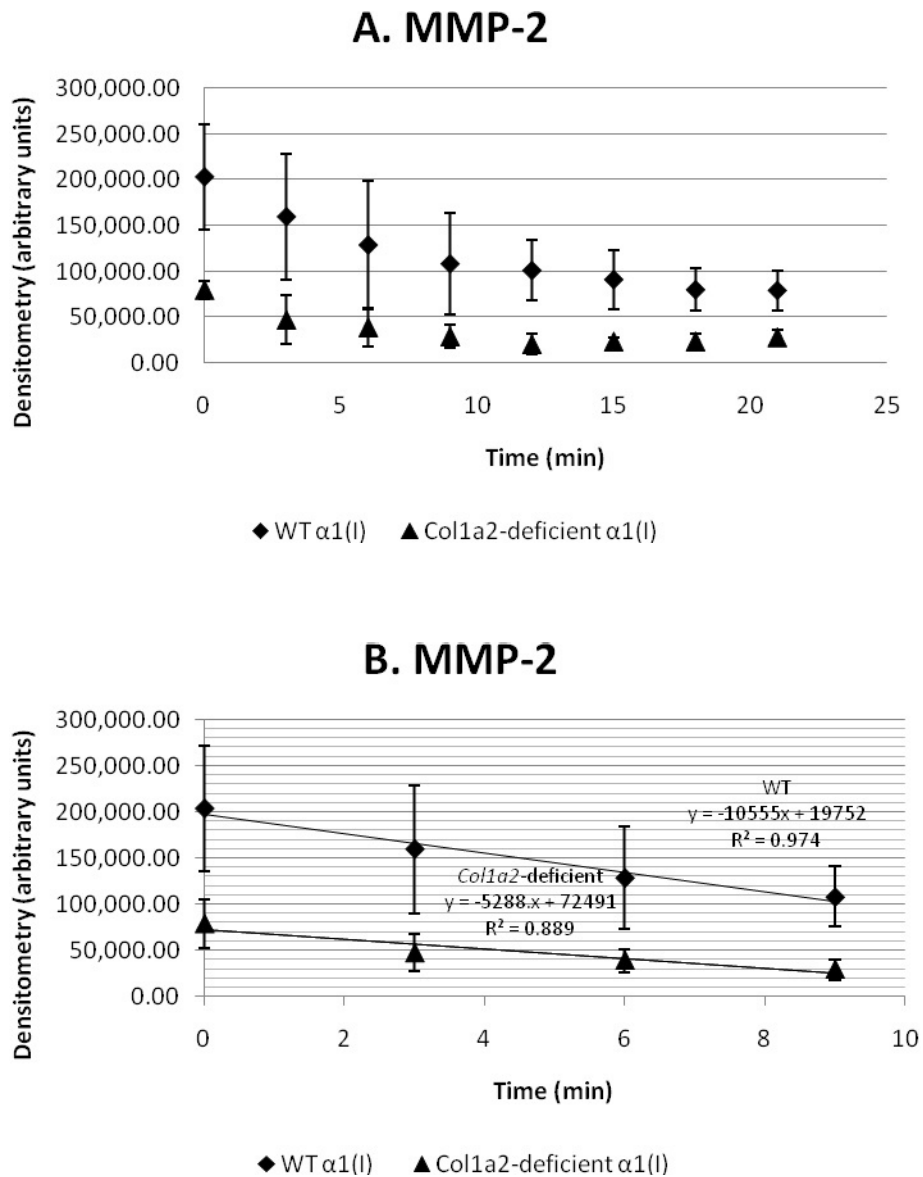 A. MMP-2
Densitometry (arbitrary units)
300,000.00
250,000.00
200,000.00
150,000.00
100,000.00
50,000.00
0.00
0 5 10 15 20 25
Time (min)
WT α1(I) Col1a2-deficient α1(I)
B. MMP-2
Densitometry (arbitrary units)
300,000.00
250,000.00
200,000.00
150,000.00
100,000.00
50,000.00
0.00
WT
y = -10555x + 19752
R² = 0.974
Col1a2-deficient
y = -5288.x + 72491
R² = 0.889
0 2 4 6 8 10
Time (min)
WT α1(I) Col1a2-deficient α1(I)